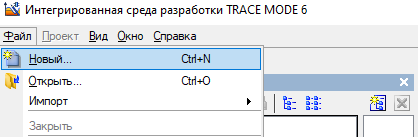 Интегрированная среда разработки TRACE MODE 6
Файл Проект Вид Окно Справка
Новый... Ctrl+N
Открыть... Ctrl+O
Импорт
Закрыть